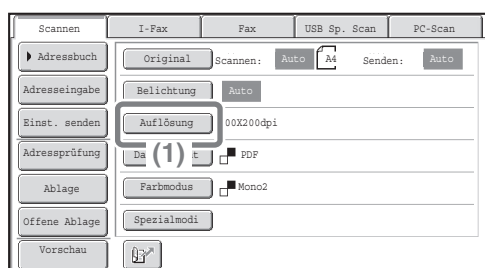 Scannen I-Fax Fax USB Sp. Scan PC-Scan
Adressbuch Original Scannen: Auto A4 Senden: Auto
Adresseingabe Belichtung Auto
Einst. senden Auflösung 00X200dpi
Adressprüfung (1) PDF
Ablage Farbmodus Mono2
Offene Ablage Spezialmodi
Vorschau